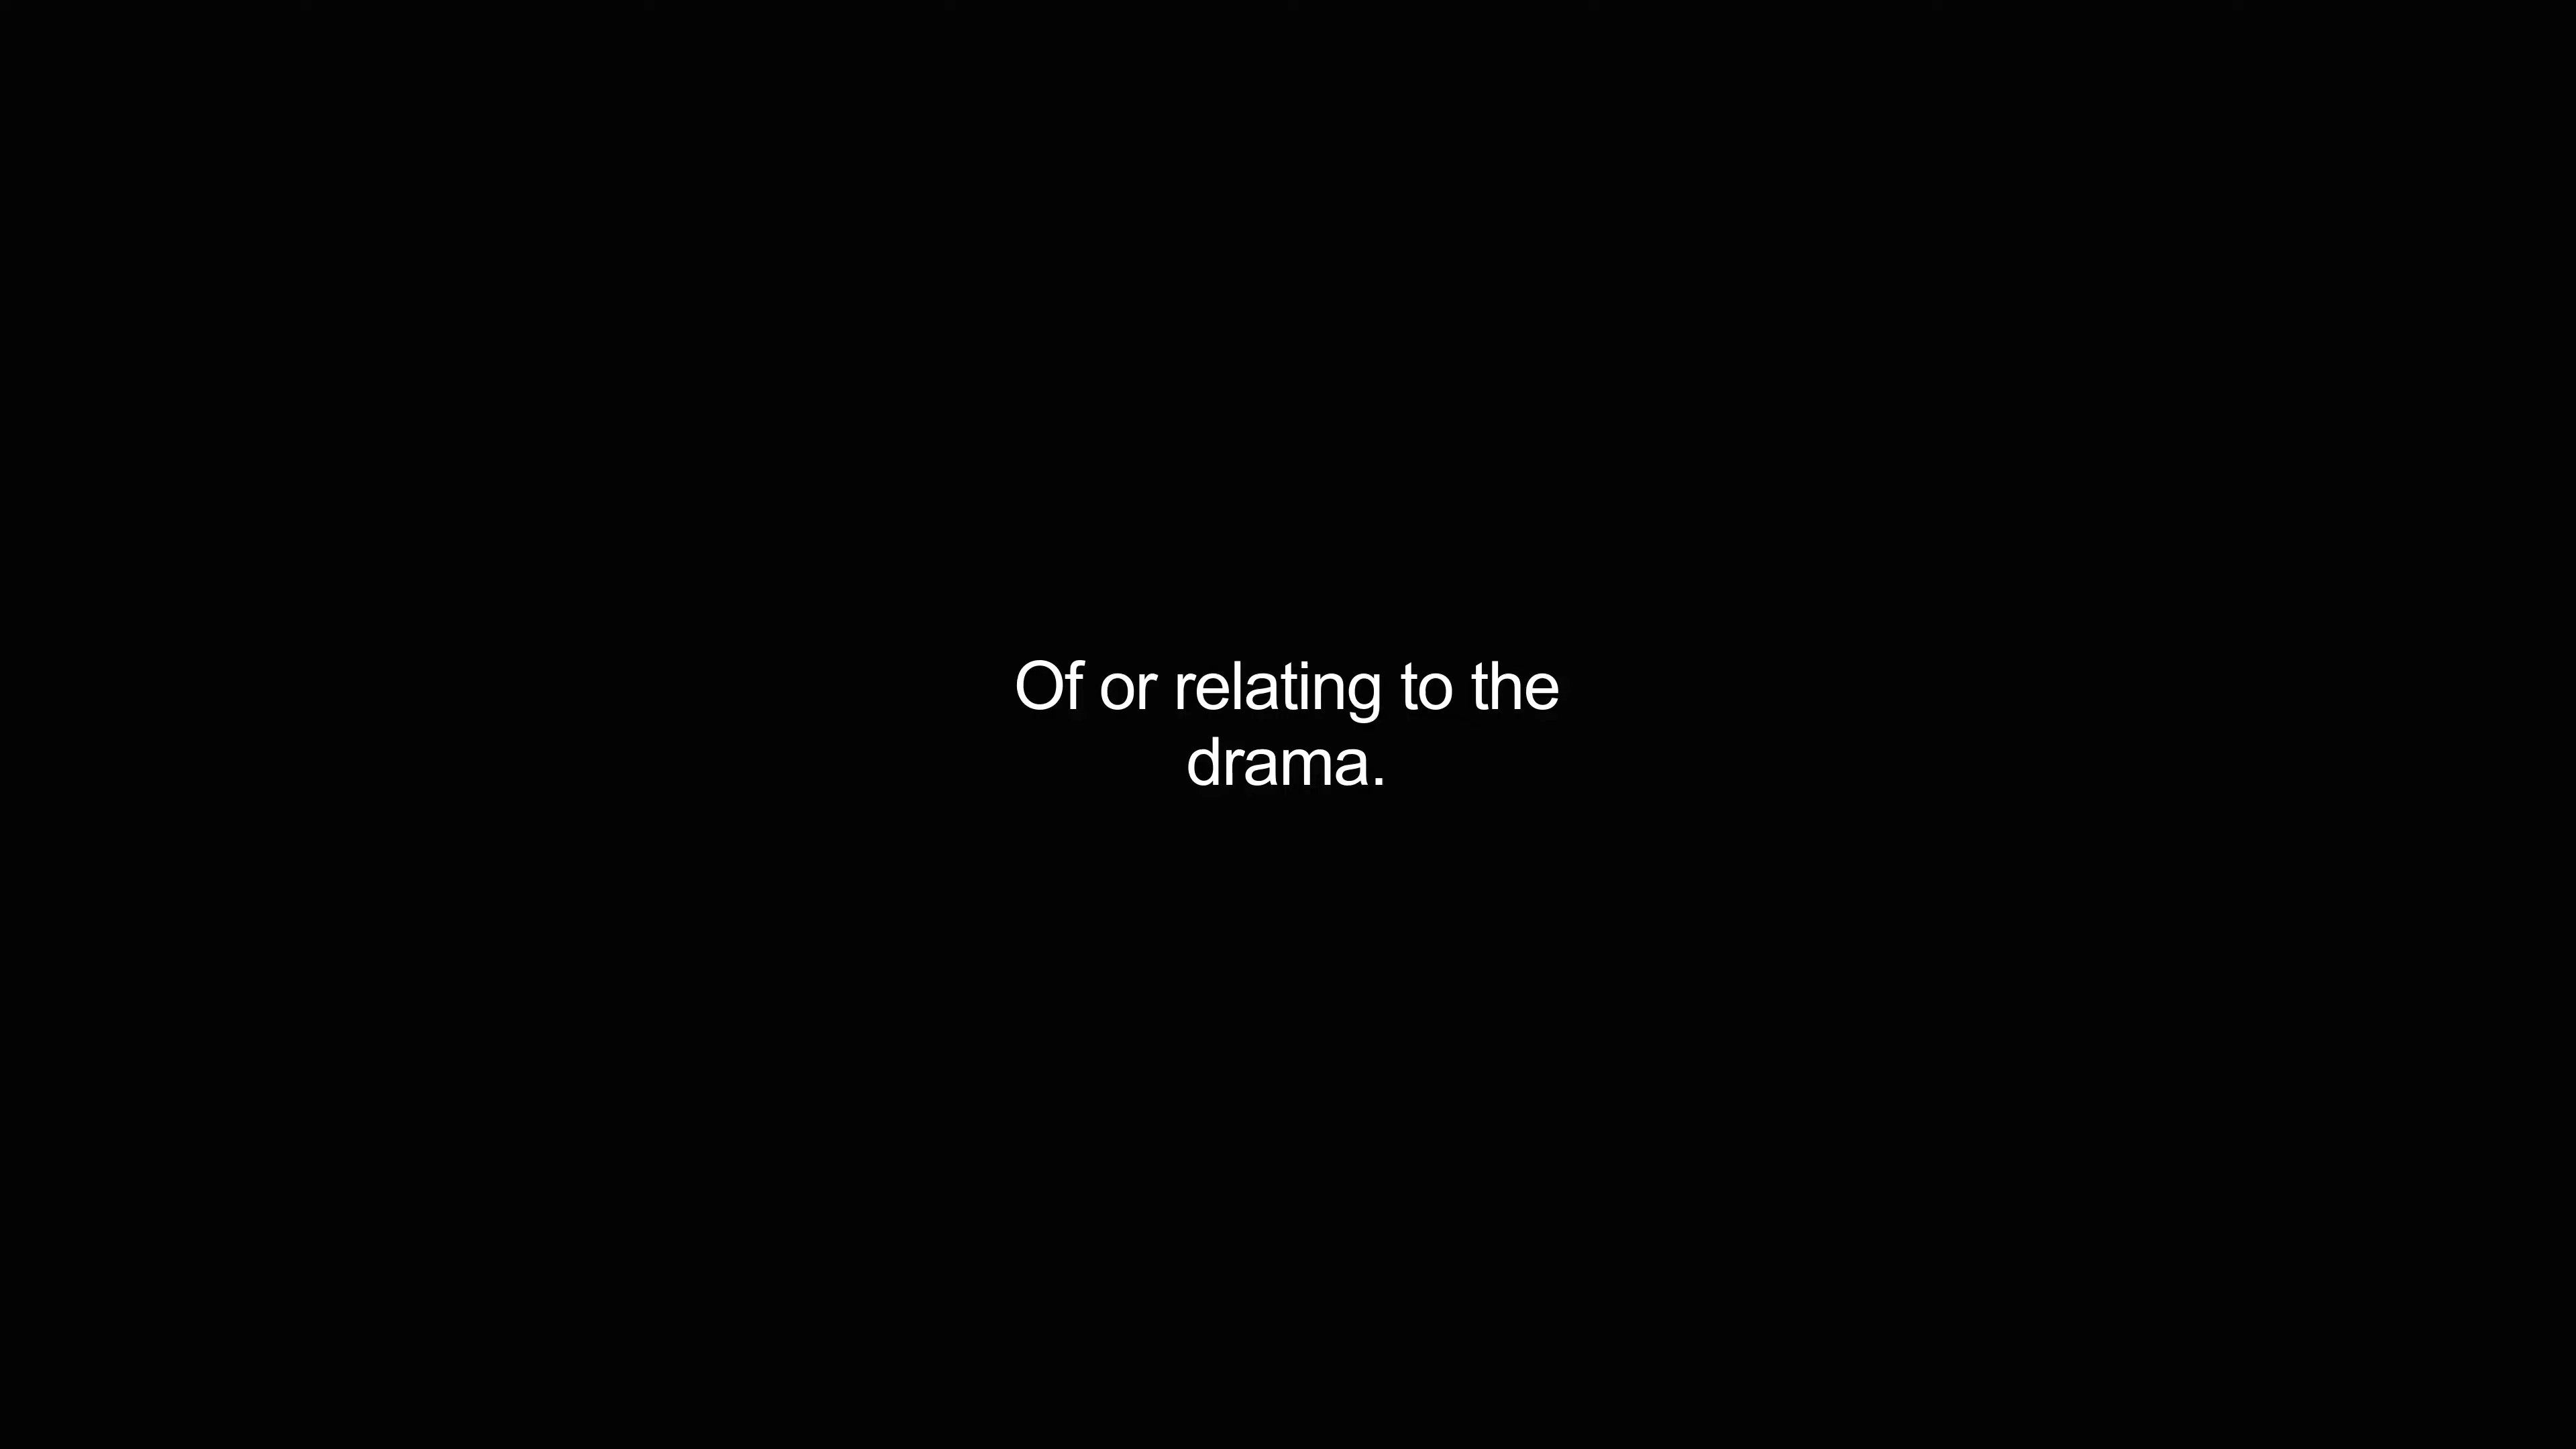 Of or relating to the
drama.